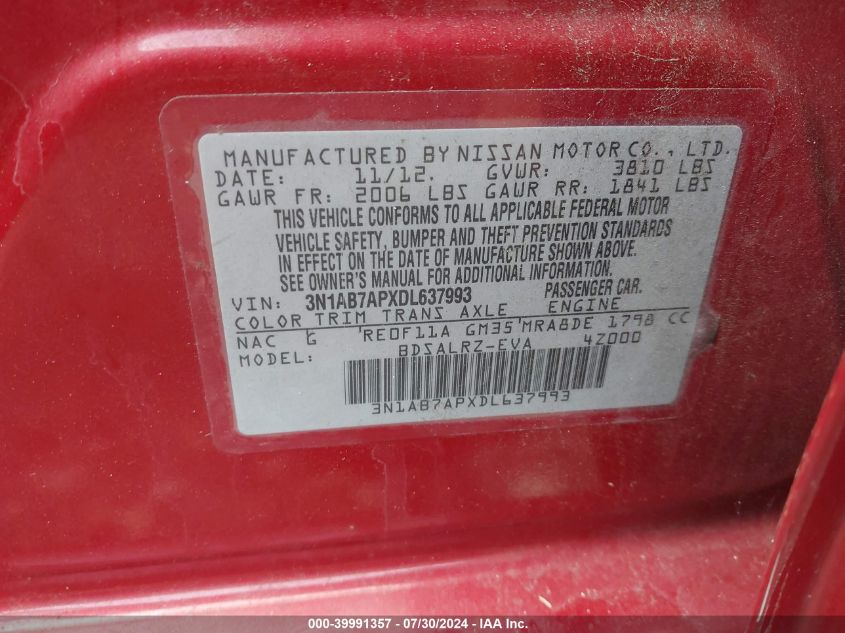 MANUFACTURED BY NISSAN MOTOR CO., LTD.
DATE: 11/12. GVWR: 3810 LBS
GAWR FR: 2006 LBS GAWR RR: 1841 LBS
THIS VEHICLE CONFORMS TO ALL APPLICABLE FEDERAL MOTOR
VEHICLE SAFETY, BUMPER AND THEFT PREVENTION STANDARDS
IN EFFECT ON THE DATE OF MANUFACTURE SHOWN ABOVE.
SEE OWNER'S MANUAL FOR ADDITIONAL INFORMATION.
VIN: 3N1AB7APXDL637993 PASSENGER CAR.
COLOR TRIM TRANS AXLE ENGINE
NAC G 'RE0F11A GM35'MRA8DE 1798 CC
MODEL: BDSALRZ-EVA 4Z000
3N1AB7APXDL637993
000-39991357 / 07/30/2024 - IAA Inc.